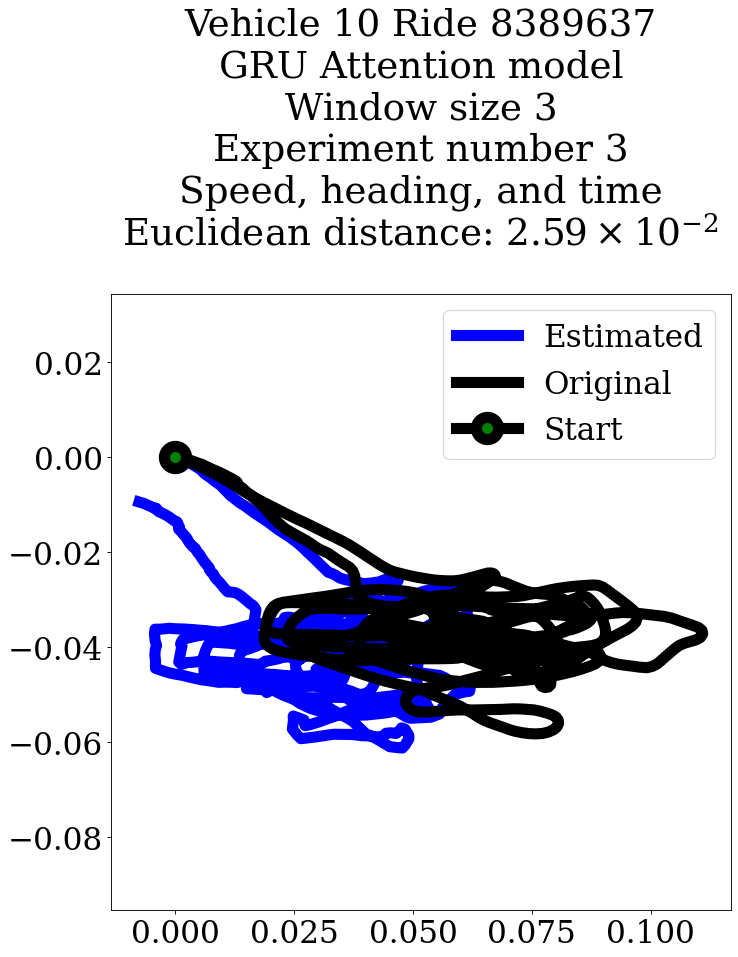 Vehicle 10 Ride 8389637
GRU Attention model
Window size 3
Experiment number 3
Speed, heading, and time
Euclidean distance: 2.59 × 10⁻²
Estimated
Original
Start
0.02
0.00
−0.02
−0.04
−0.06
−0.08
0.000 0.025 0.050 0.075 0.100